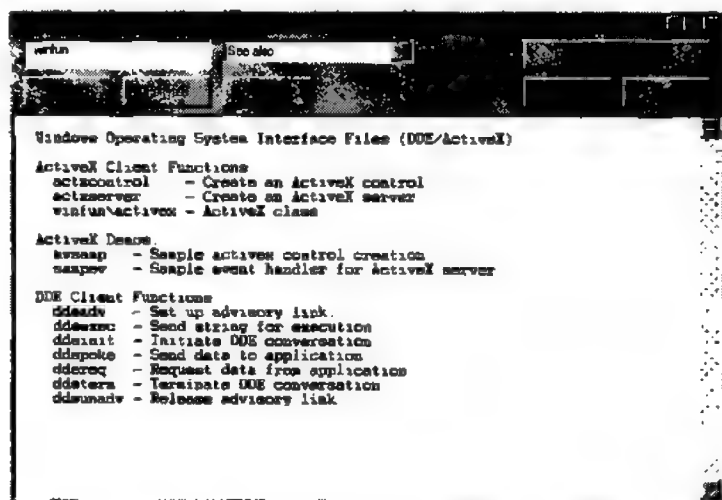 winfun
See also
Windows Operating System Interface Files (DDE/ActiveX)
ActiveX Client Functions
actxcontrol - Create an ActiveX control
actxserver - Create an ActiveX server
winfun\activex - ActiveX class
ActiveX Demos.
mwsamp - Sample activex control creation
sampev - Sample event handler for ActiveX server
DDE Client Functions
ddeadv - Set up advisory link.
ddeexec - Send string for execution
ddeinit - Initiate DDE conversation
ddepoke - Send data to application
ddereq - Request data from application
ddeterm - Terminate DDE conversation
ddeunadv - Release advisory link